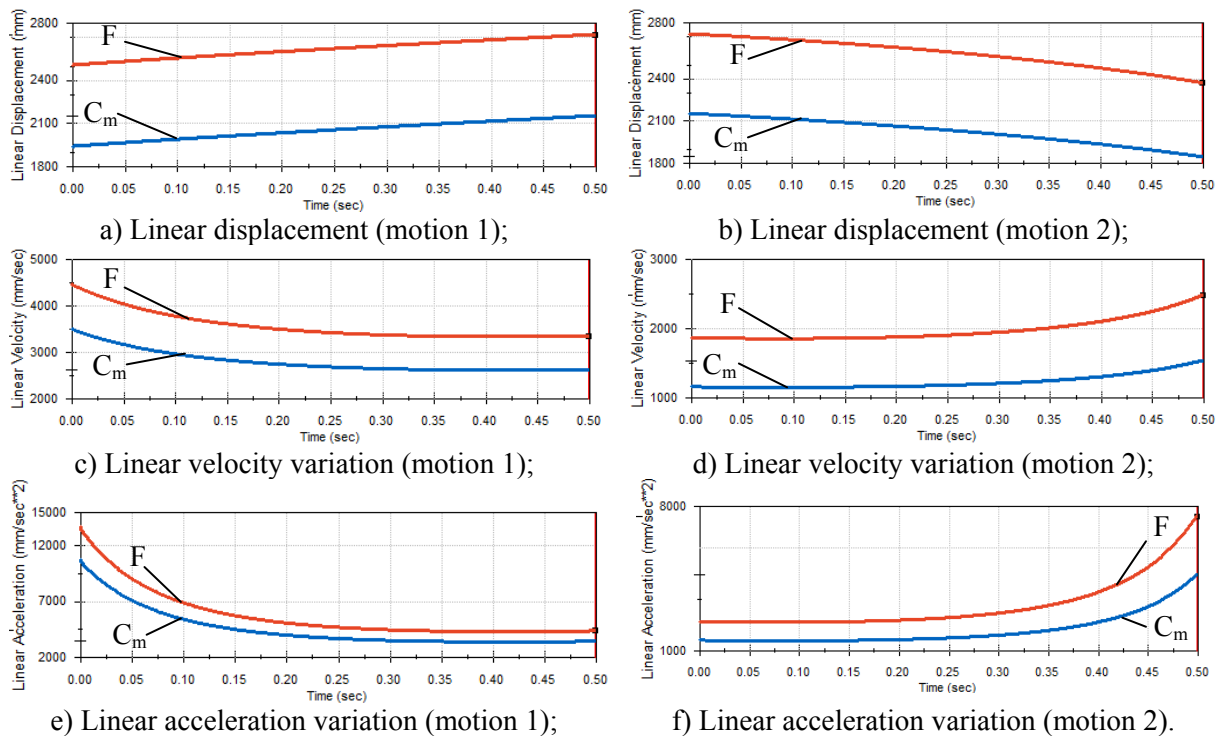 Linear Displacement (mm)
2800
2400
2100
1800
F
Cm
0.00 0.05 0.10 0.15 0.20 0.25 0.30 0.35 0.40 0.45 0.50
Time (sec)
a) Linear displacement (motion 1);
Linear Displacement (mm)
2800
2400
2100
1800
F
Cm
0.00 0.05 0.10 0.15 0.20 0.25 0.30 0.35 0.40 0.45 0.50
Time (sec)
b) Linear displacement (motion 2);
Linear Velocity (mm/sec)
5000
4000
3000
2000
F
Cm
0.00 0.05 0.10 0.15 0.20 0.25 0.30 0.35 0.40 0.45 0.50
Time (sec)
c) Linear velocity variation (motion 1);
Linear Velocity (mm/sec)
3000
2000
1000
F
Cm
0.00 0.05 0.10 0.15 0.20 0.25 0.30 0.35 0.40 0.45 0.50
Time (sec)
d) Linear velocity variation (motion 2);
Linear Acceleration (mm/sec**2)
15000
12000
7000
2000
F
Cm
0.00 0.05 0.10 0.15 0.20 0.25 0.30 0.35 0.40 0.45 0.50
Time (sec)
e) Linear acceleration variation (motion 1);
Linear Acceleration (mm/sec**2)
8000
1000
F
Cm
0.00 0.05 0.10 0.15 0.20 0.25 0.30 0.35 0.40 0.45 0.50
Time (sec)
f) Linear acceleration variation (motion 2).